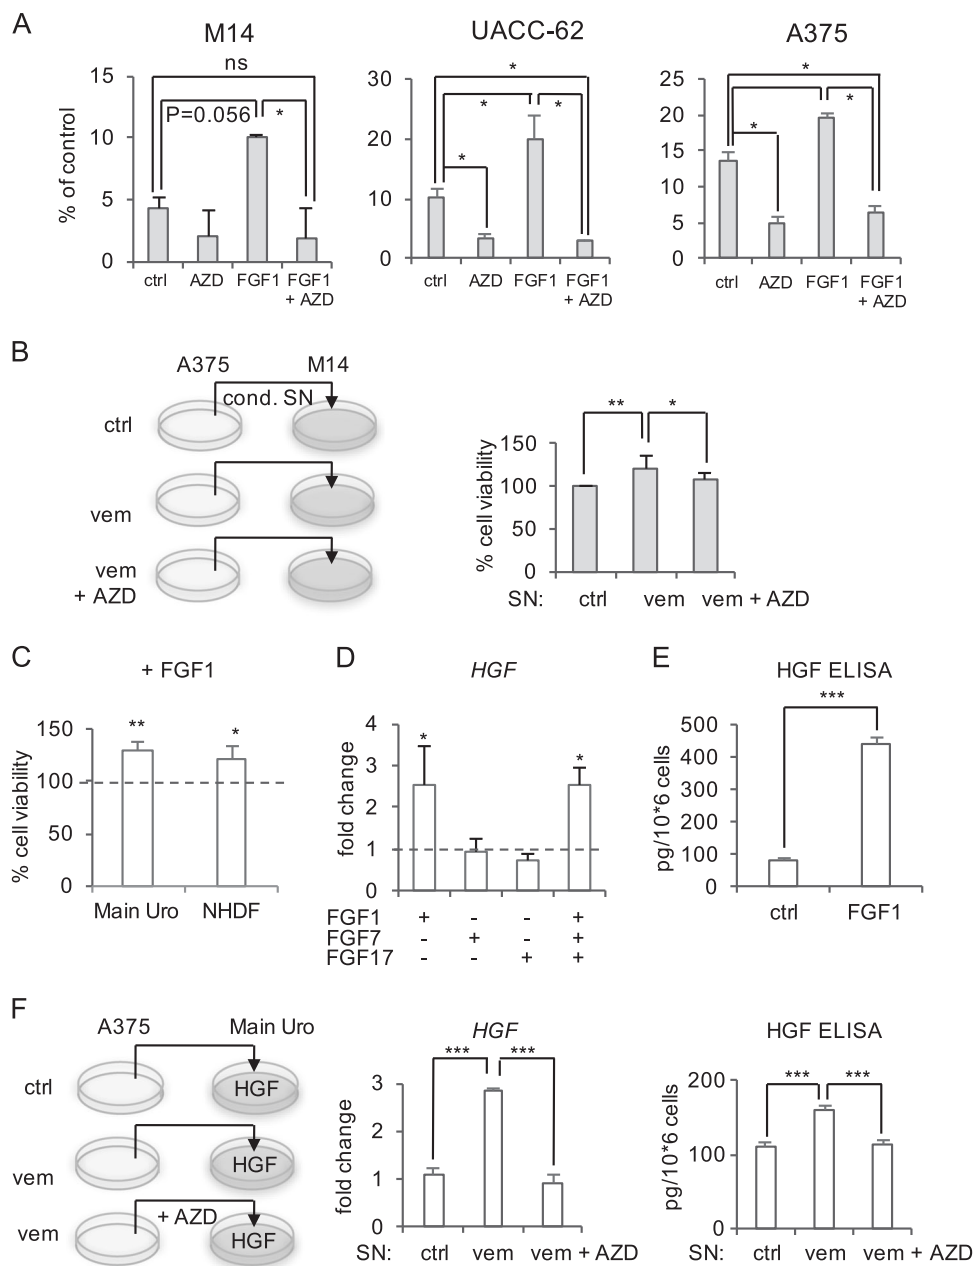 A
M14 UACC-62 A375
% of control
ns
P=0.056 *
15
10
5
0
ctrl AZD FGF1 FGF1
+ AZD
*
* *
*
30
20
10
0
ctrl AZD FGF1 FGF1
+ AZD
*
*
*
25
20
15
10
5
0
ctrl AZD FGF1 FGF1
+ AZD
B
A375 M14
cond. SN
ctrl
vem
vem
+ AZD
% cell viability
** *
150
100
50
0
SN: ctrl vem vem + AZD
C
+ FGF1
% cell viability
** *
150
100
50
0
Main Uro NHDF
D
HGF
fold change
* *
4
3
2
1
0
FGF1 + - - +
FGF7 - + - +
FGF17 - - + +
E
HGF ELISA
pg/10*6 cells
***
500
400
300
200
100
0
ctrl FGF1
F
A375 Main Uro
ctrl HGF
vem HGF
+ AZD
vem HGF
HGF
fold change
*** ***
3
2
1
0
SN: ctrl vem vem + AZD
HGF ELISA
pg/10*6 cells
*** ***
200
100
0
SN: ctrl vem vem + AZD